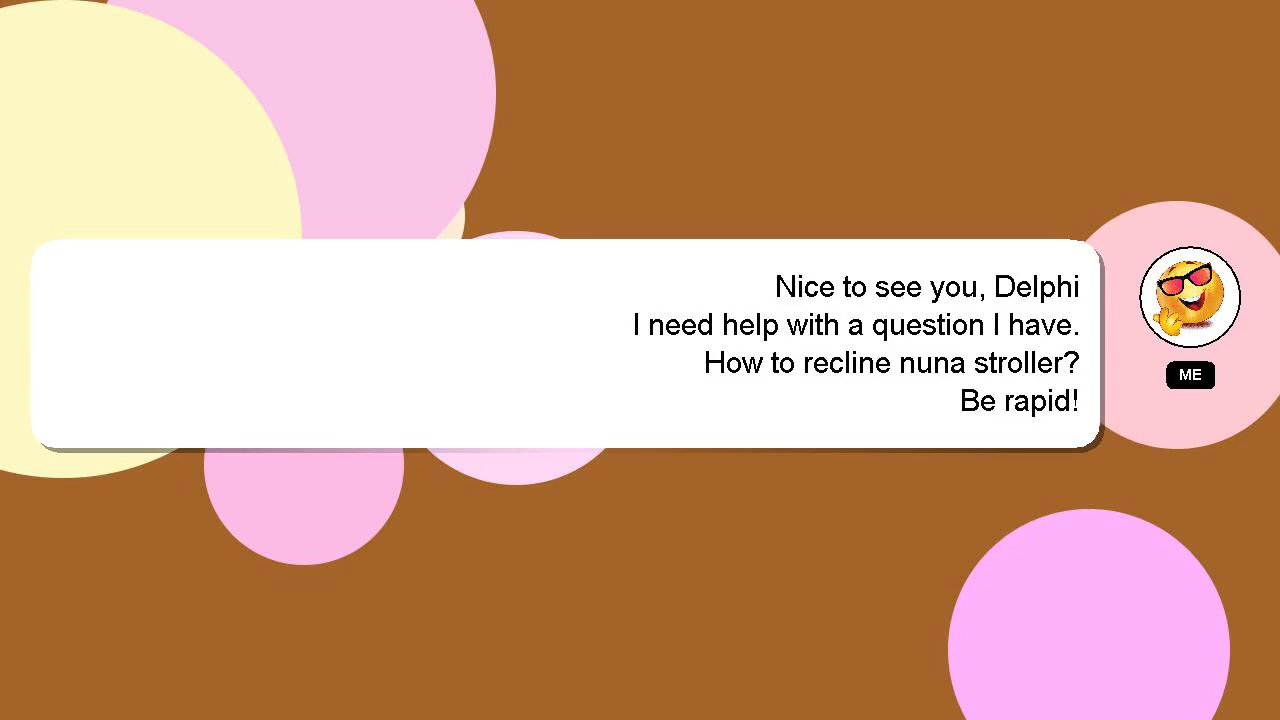 Nice to see you, Delphi
I need help with a question I have.
How to recline nuna stroller?
Be rapid!
ME